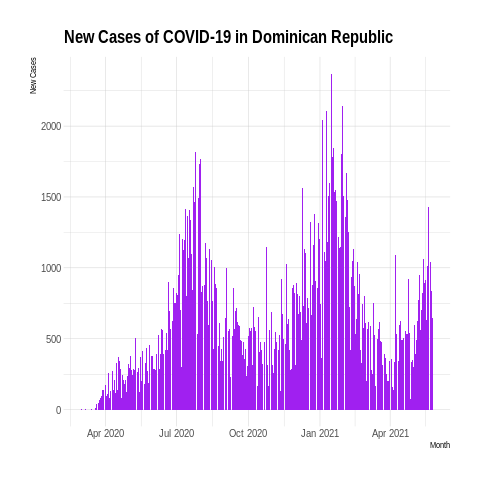 New Cases of COVID-19 in Dominican Republic
New Cases
2000
1500
1000
500
0
Apr 2020 Jul 2020 Oct 2020 Jan 2021 Apr 2021
Month